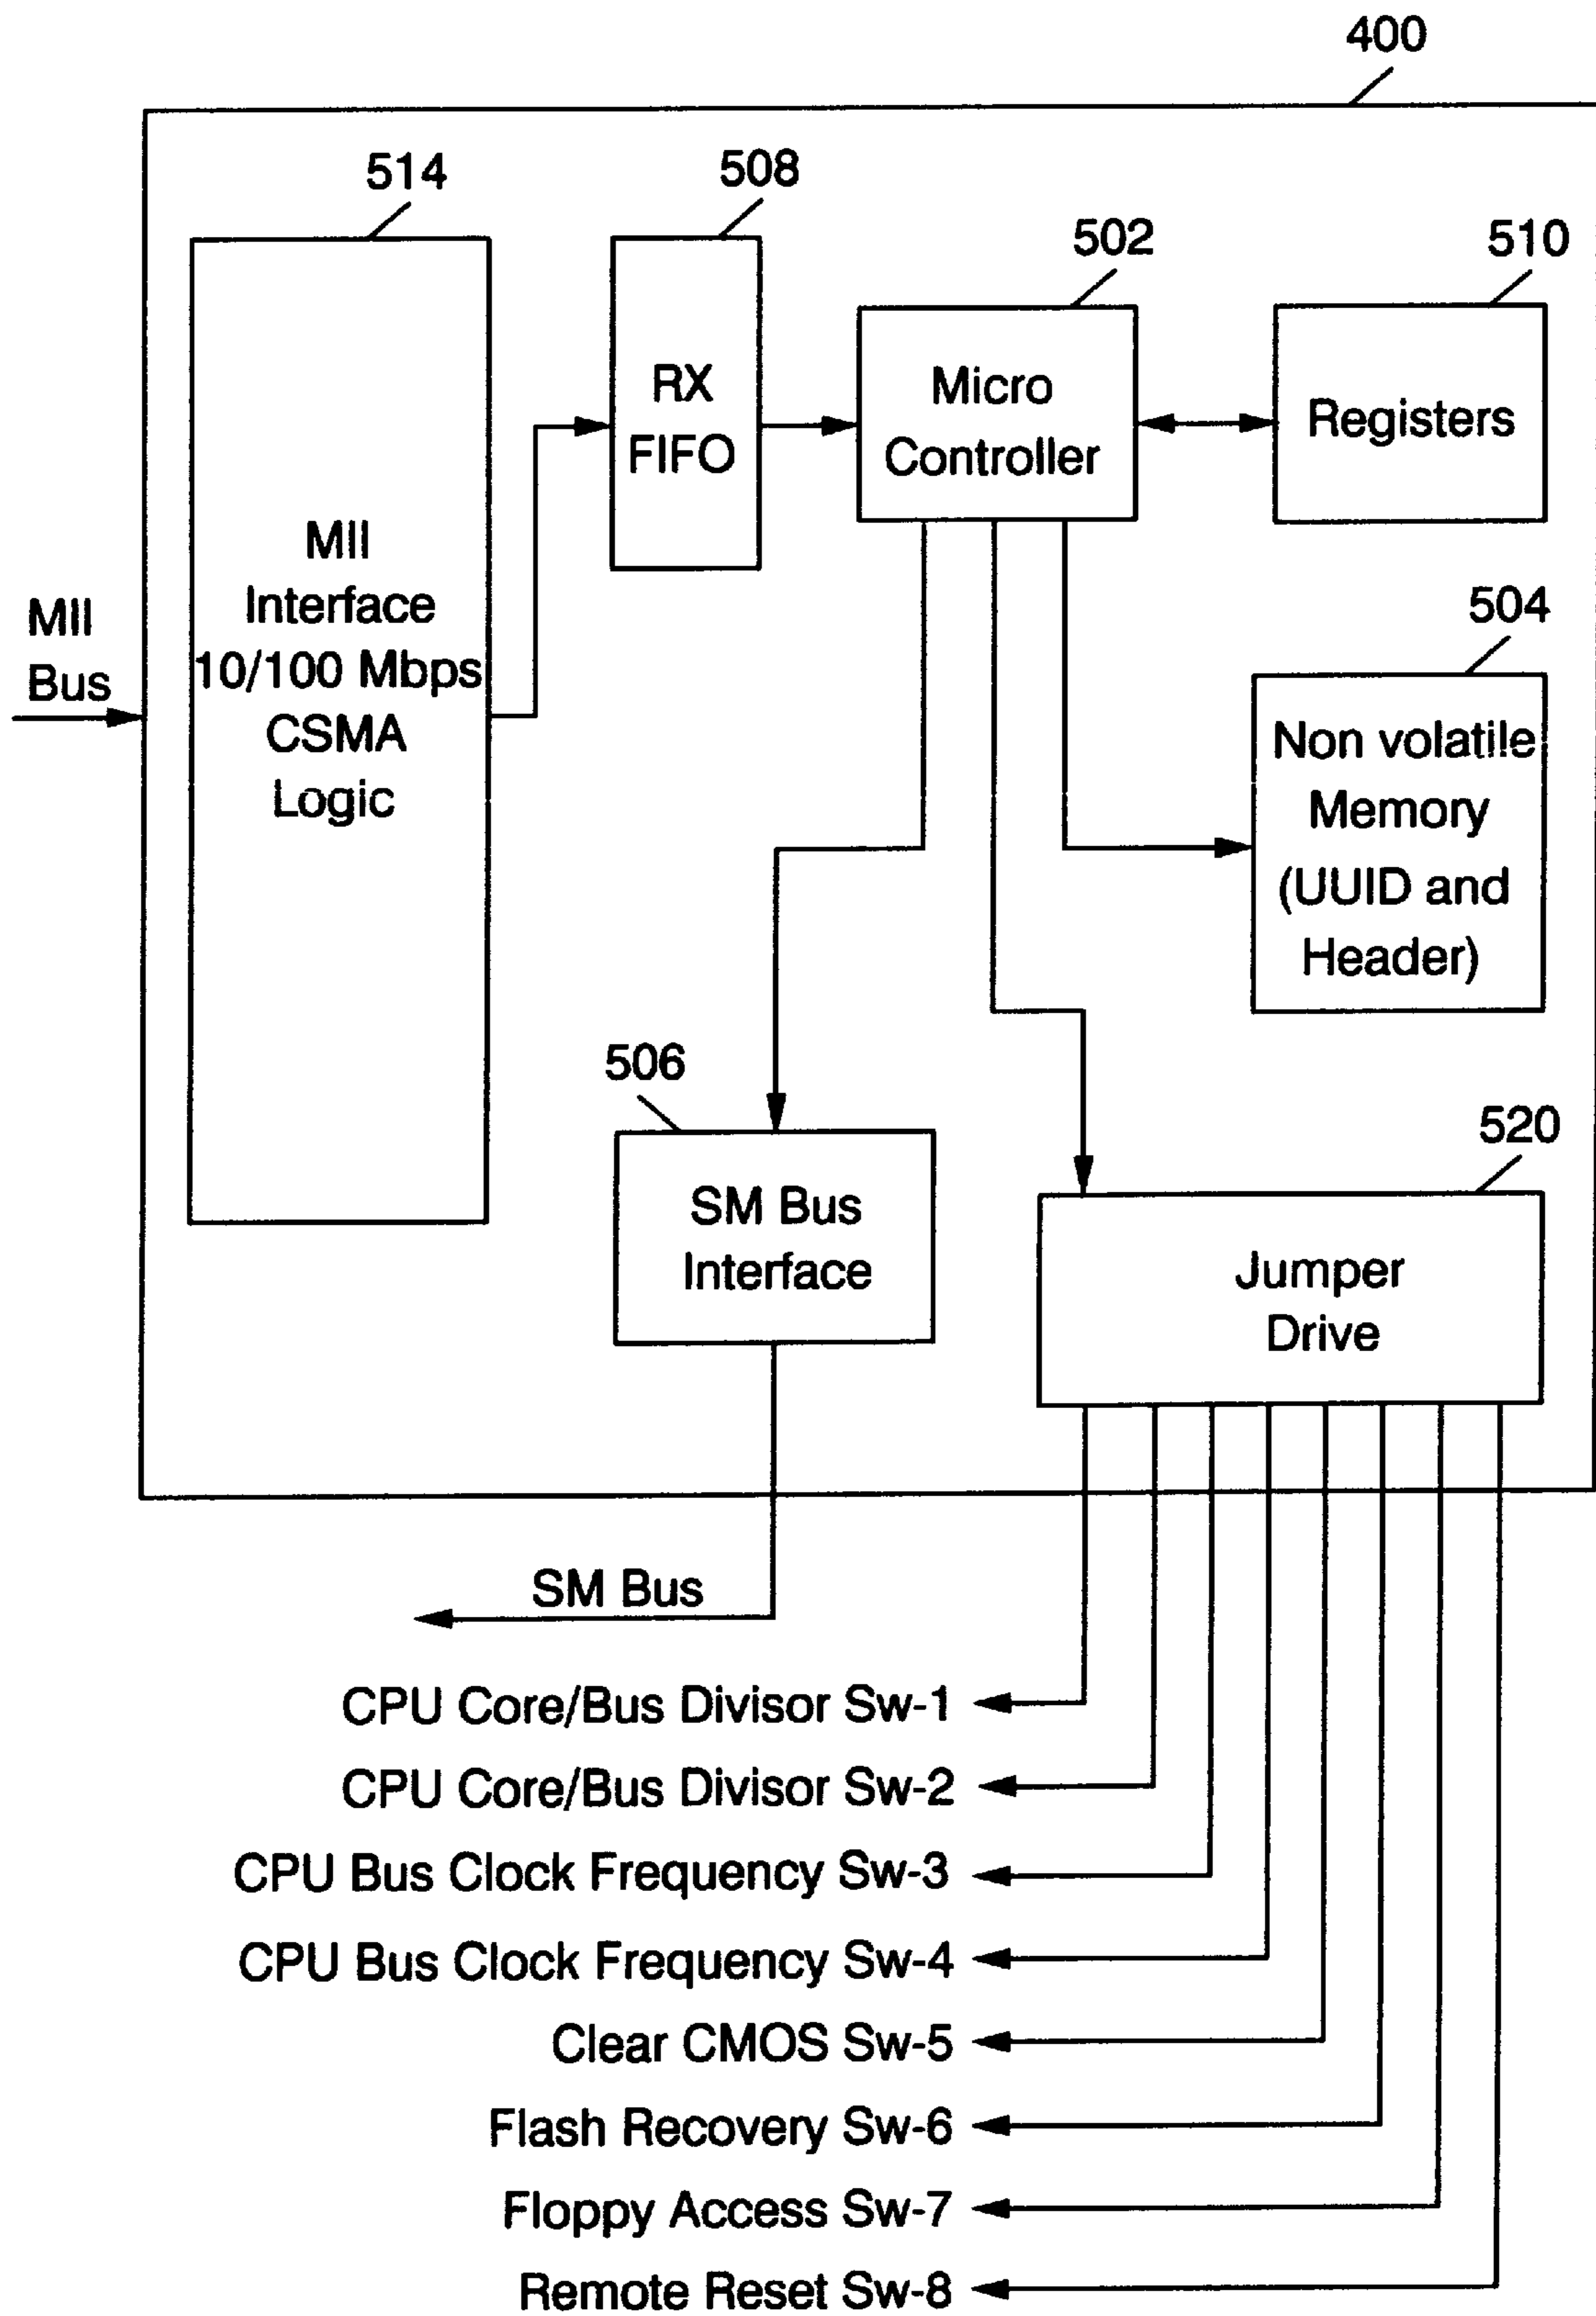 400
514
508
502
510
RX
FIFO
Micro
Controller
Registers
MII
Interface
10/100 Mbps
CSMA
Logic
MII
Bus
504
Non volatile
Memory
(UUID and
Header)
506
SM Bus
Interface
520
Jumper
Drive
SM Bus
CPU Core/Bus Divisor Sw-1
CPU Core/Bus Divisor Sw-2
CPU Bus Clock Frequency Sw-3
CPU Bus Clock Frequency Sw-4
Clear CMOS Sw-5
Flash Recovery Sw-6
Floppy Access Sw-7
Remote Reset Sw-8